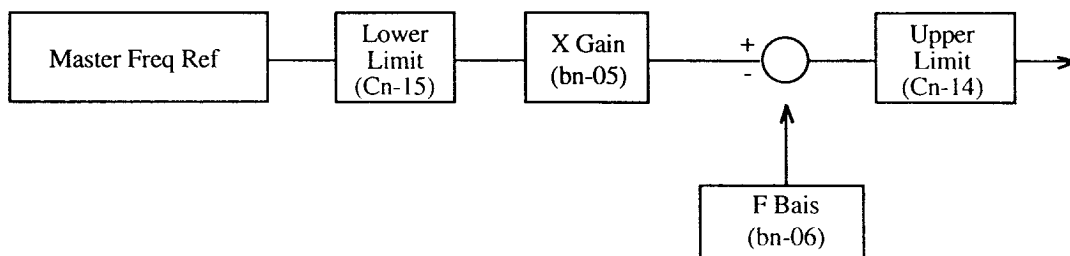 Master Freq Ref
Lower
Limit
(Cn-15)
X Gain
(bn-05)
+
-
Upper
Limit
(Cn-14)
F Bais
(bn-06)